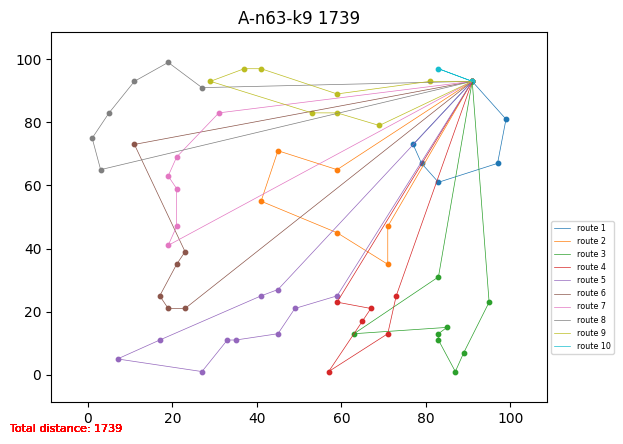 A-n63-k9 1739
100
80
60
40
20
0
0 20 40 60 80 100
route 1
route 2
route 3
route 4
route 5
route 6
route 7
route 8
route 9
route 10
Total distance: 1739